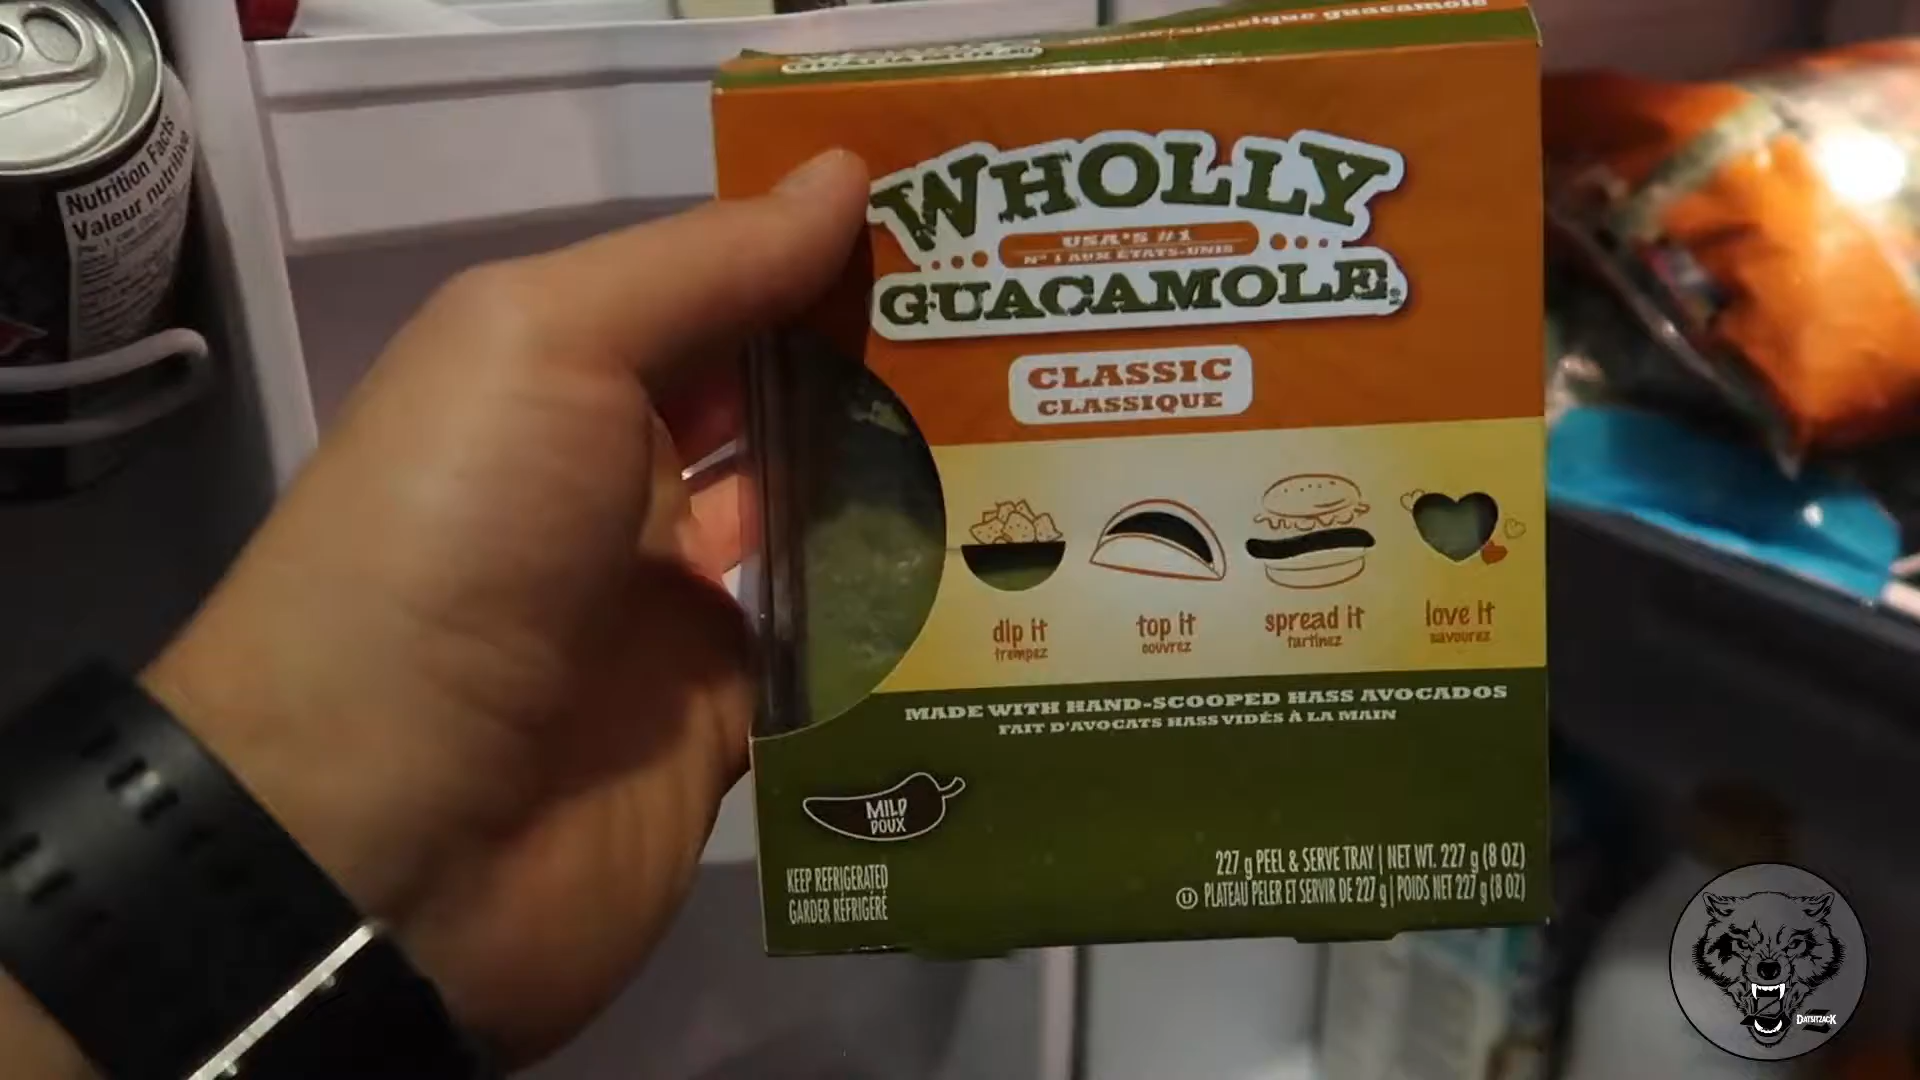 Nutrition Facts
Valeur nutritive
classique guacamole
WHOLLY
USA'S #1
N° 1 AUX ÉTATS-UNIS
GUACAMOLE
CLASSIC
CLASSIQUE
dip it
trempez
top it
couvrez
spread it
tartinez
love it
savourez
MADE WITH HAND-SCOOPED HASS AVOCADOS
FAIT D'AVOCATS HASS VIDÉS À LA MAIN
MILD
DOUX
KEEP REFRIGERATED
GARDER RÉFRIGÉRÉ
227 g PEEL & SERVE TRAY | NET WT. 227 g (8 OZ)
U PLATEAU PELER ET SERVIR DE 227 g | POIDS NET 227 g (8 OZ)
DATSITZACK